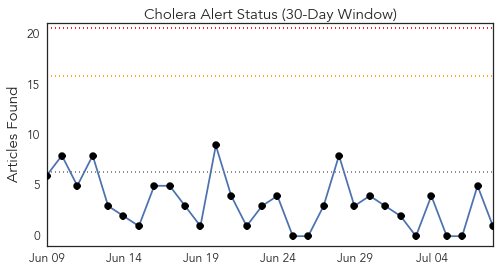 Cholera Alert Status (30-Day Window)
Articles Found
20
15
10
5
0
Jun 09 Jun 14 Jun 19 Jun 24 Jun 29 Jul 04